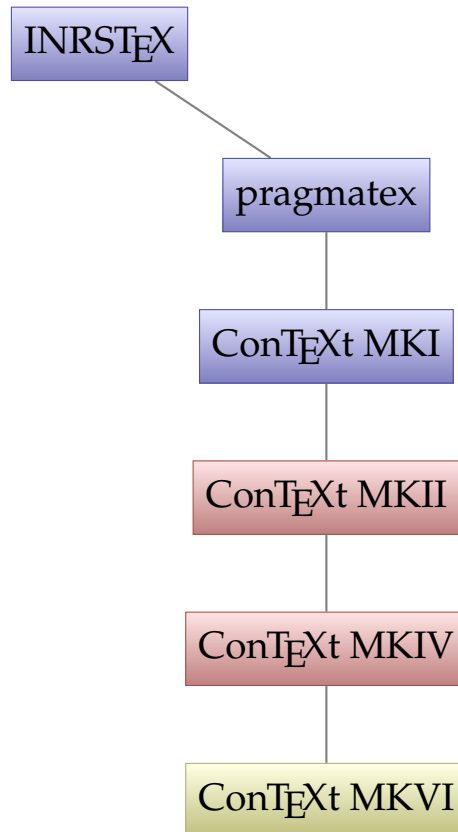 INRSTEX
pragmatex
ConTEXt MKI
ConTEXt MKII
ConTEXt MKIV
ConTEXt MKVI